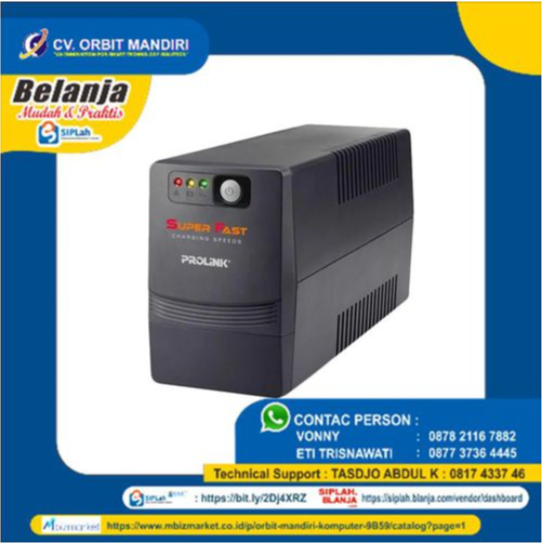 CV. ORBIT MANDIRI
Belanja
Mudah & Praktis
SIPLah
SUPER FAST
CHARGING SPEEDS
PROLiNK®
CONTAC PERSON :
VONNY : 0878 2116 7882
ETI TRISNAWATI : 0877 3736 4445
Technical Support : TASDJO ABDUL K : 0817 4337 46
SIPLah : https://bit.ly/2Dj4XRZ SIPLAH. BLANJA https://siplah.blanja.com/vendor/dashboard
Mbizmarket https://www.mbizmarket.co.id/p/orbit-mandiri-komputer-9B59/catalog?page=1